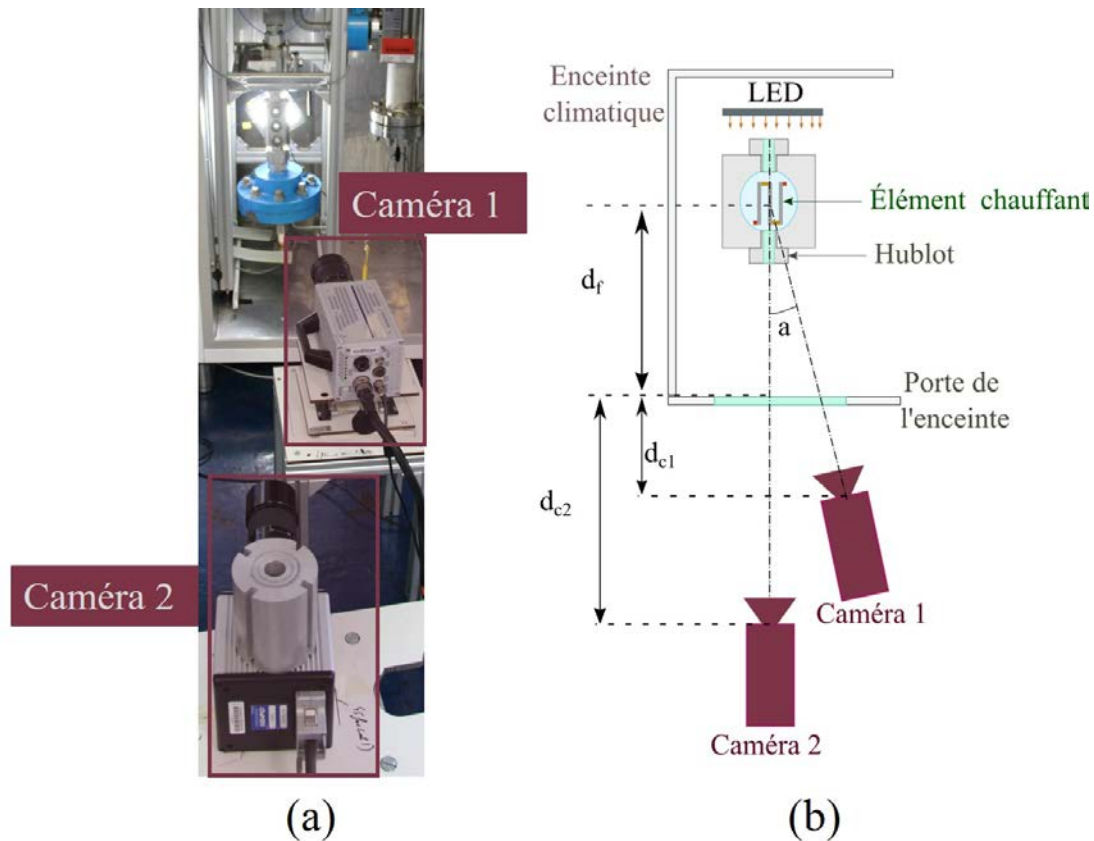 Caméra 1
Caméra 2
(a)
Enceinte
climatique
LED
Élément chauffant
Hublot
d_f
a
Porte de
l'enceinte
d_c1
d_c2
Caméra 1
Caméra 2
(b)